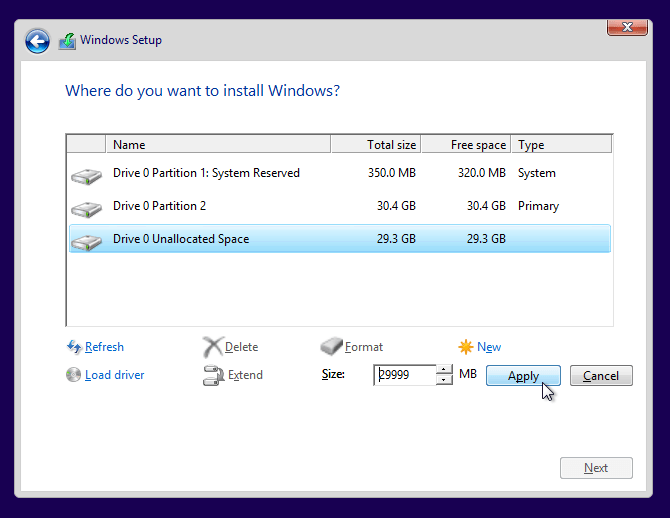 Windows Setup
Where do you want to install Windows?
Name Total size Free space Type
Drive 0 Partition 1: System Reserved 350.0 MB 320.0 MB System
Drive 0 Partition 2 30.4 GB 30.4 GB Primary
Drive 0 Unallocated Space 29.3 GB 29.3 GB
Refresh Delete Format New
Load driver Extend Size: 29999 MB Apply Cancel
Next